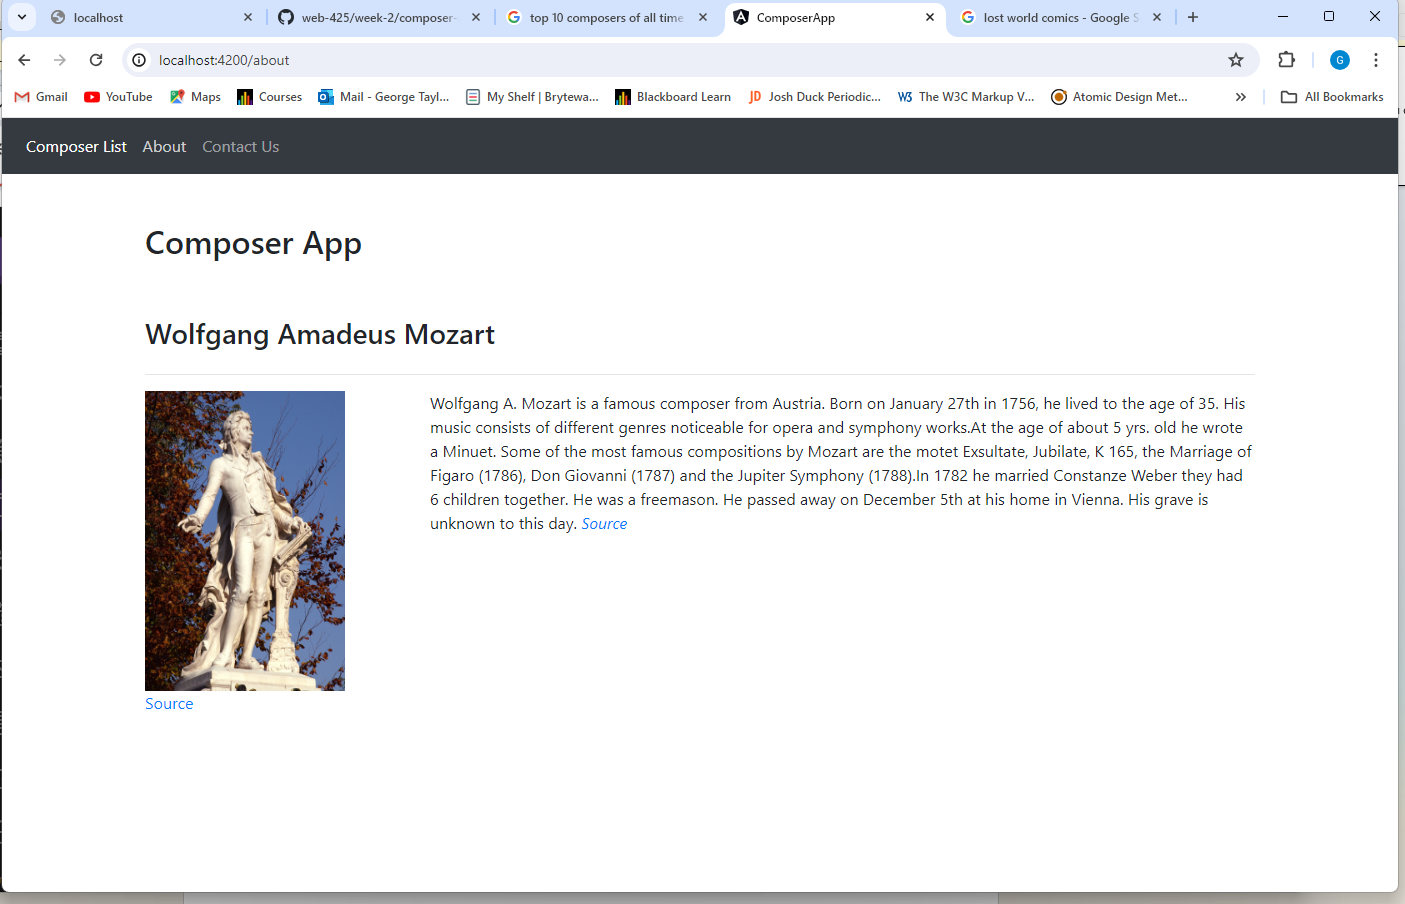 localhost
web-425/week-2/composer-
top 10 composers of all time
ComposerApp
lost world comics - Google S
localhost:4200/about
G
Gmail
YouTube
Maps
Courses
Mail - George Tayl...
My Shelf | Brytewa...
Blackboard Learn
JD Josh Duck Periodic...
W3 The W3C Markup V...
Atomic Design Met...
All Bookmarks
Composer List About Contact Us
Composer App
Wolfgang Amadeus Mozart
Wolfgang A. Mozart is a famous composer from Austria. Born on January 27th in 1756, he lived to the age of 35. His
music consists of different genres noticeable for opera and symphony works.At the age of about 5 yrs. old he wrote
a Minuet. Some of the most famous compositions by Mozart are the motet Exsultate, Jubilate, K 165, the Marriage of
Figaro (1786), Don Giovanni (1787) and the Jupiter Symphony (1788).In 1782 he married Constanze Weber they had
6 children together. He was a freemason. He passed away on December 5th at his home in Vienna. His grave is
unknown to this day. Source
Source